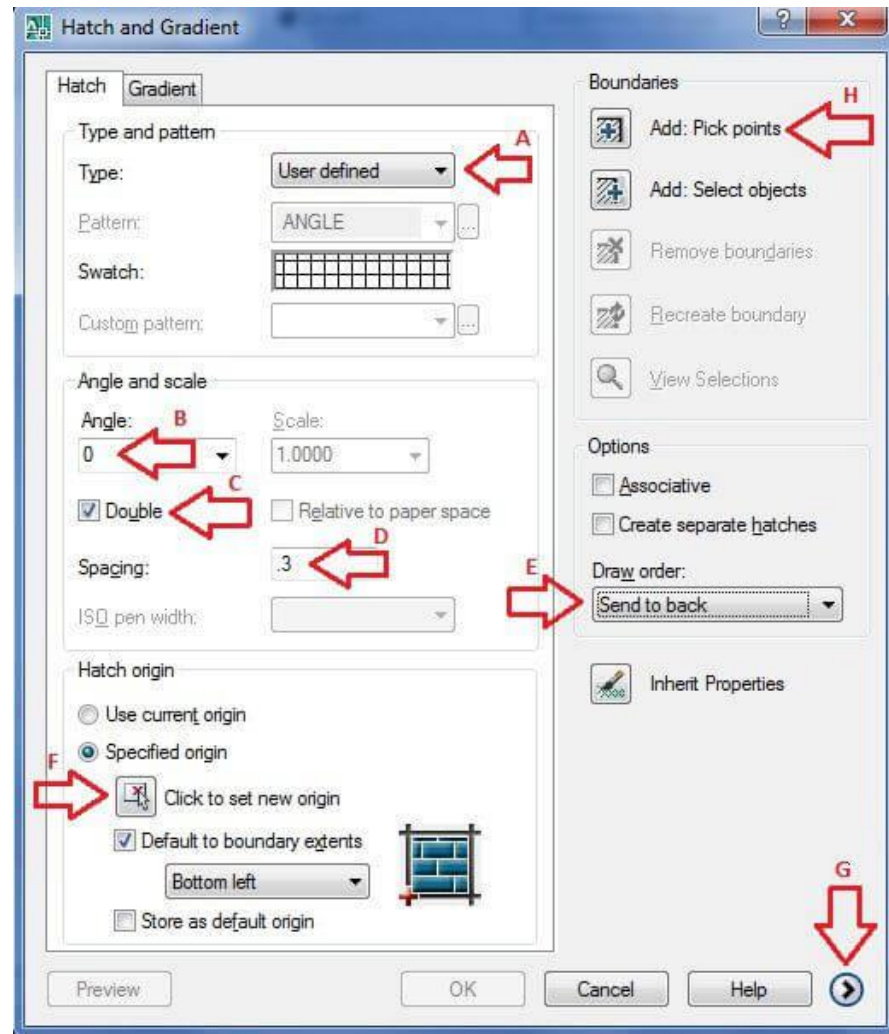 Hatch and Gradient
Hatch Gradient
Type and pattern
Type: User defined A
Pattern: ANGLE ...
Swatch:
Custom pattern: ...
Angle and scale
Angle: B Scale:
0 1.0000
C
Double Relative to paper space
D
Spacing: .3
ISO pen width:
Hatch origin
Use current origin
Specified origin
F
Click to set new origin
Default to boundary extents
Bottom left
Store as default origin
Boundaries
H
Add: Pick points
Add: Select objects
Remove boundaries
Recreate boundary
View Selections
Options
Associative
Create separate hatches
E Draw order:
Send to back
Inherit Properties
G
Preview OK Cancel Help